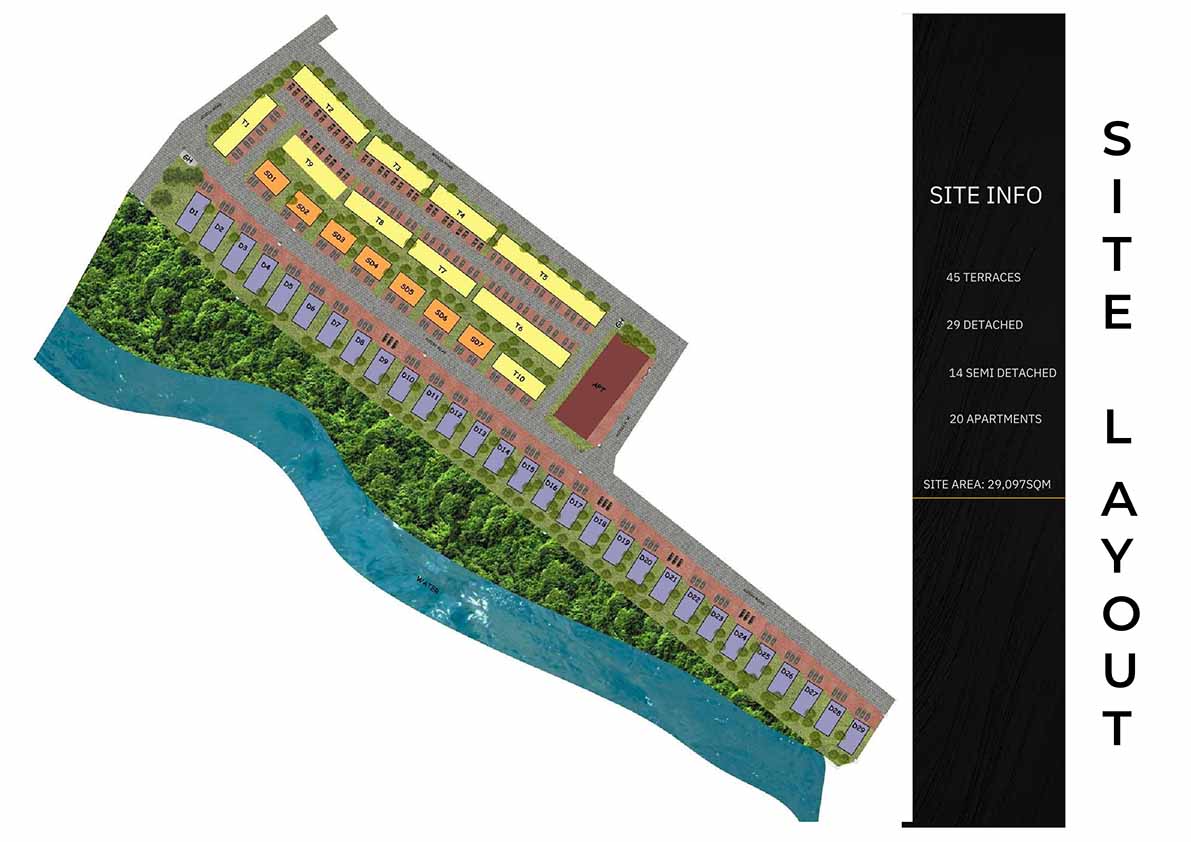 T2
T1
T3
GH
T9
SD1
T4
SD2
D1
T8
D2
SD3
D3
SD4
T7
T5
D4
D5
SD5
D6
SD6
T6
GH
D7
SD7
D8
D9
T10
APT
D10
D11
D12
D13
D14
D15
D16
D17
D18
D19
D20
WATER
D21
D22
D23
D24
D25
D26
D27
D28
D29
SITE INFO
45 TERRACES
29 DETACHED
14 SEMI DETACHED
20 APARTMENTS
SITE AREA: 29,097SQM
SITE LAYOUT